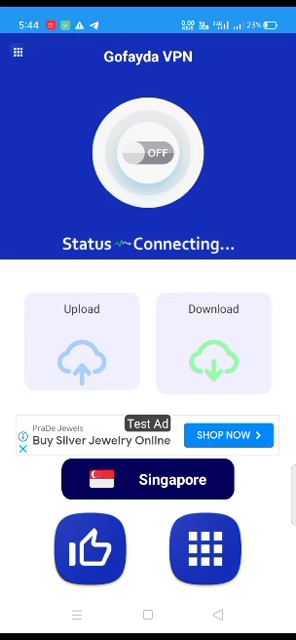 5:44
23%
Gofayda VPN
OFF
Status Connecting...
Upload
Download
Test Ad
PraDe Jewels
Buy Silver Jewelry Online
SHOP NOW
Singapore